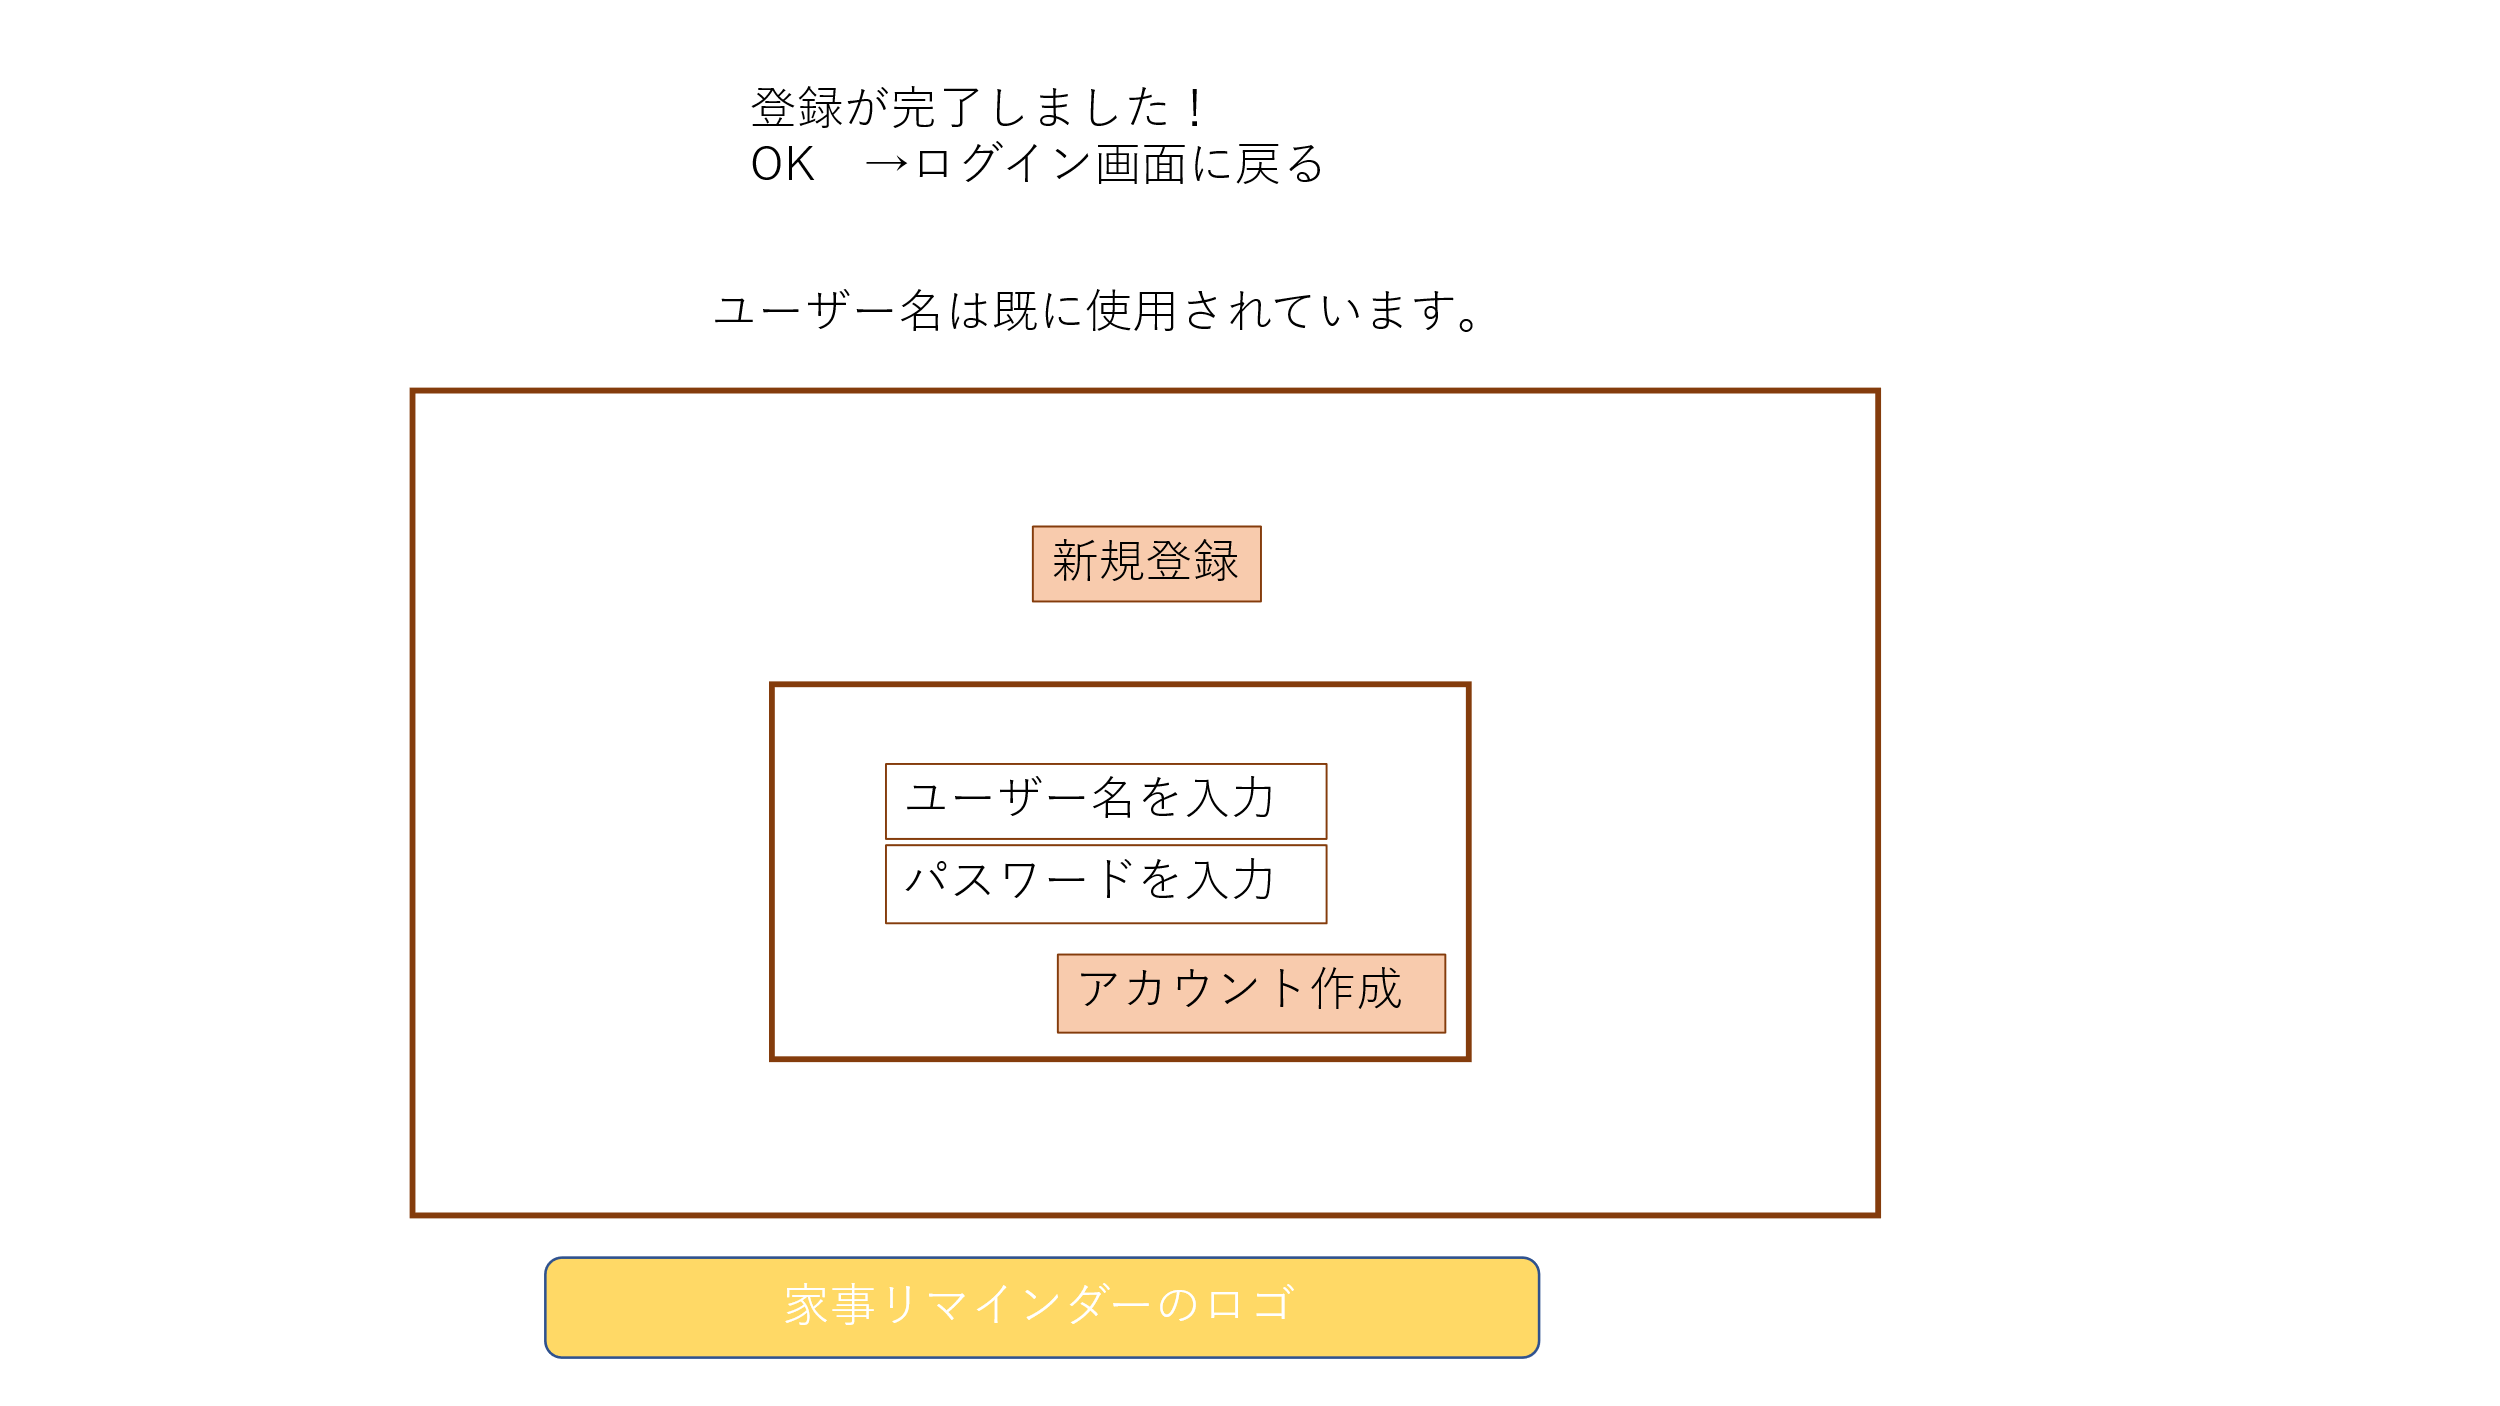 登録が完了しました！
OK　→ログイン画面に戻る
ユーザー名は既に使用されています。
新規登録
ユーザー名を入力
パスワードを入力
アカウント作成
家事リマインダーのロゴ